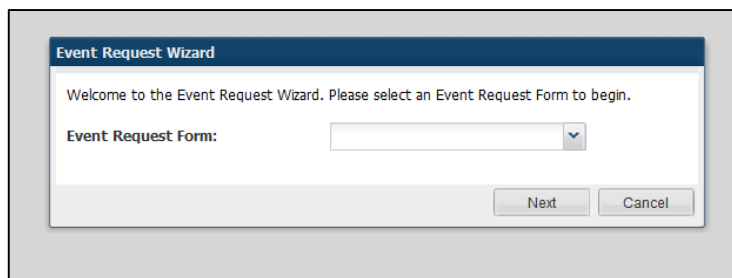 Event Request Wizard
Welcome to the Event Request Wizard. Please select an Event Request Form to begin.
Event Request Form:
Next Cancel